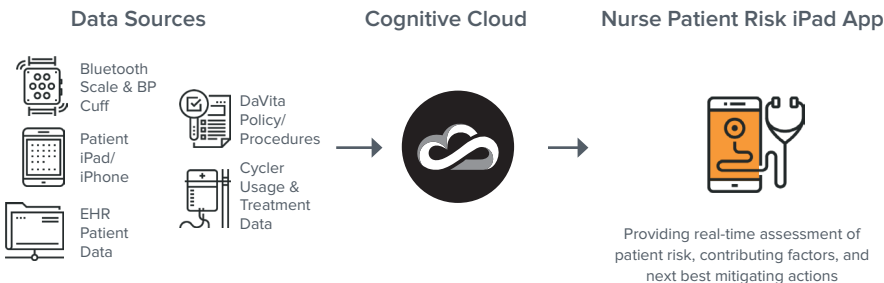 Data Sources
Bluetooth
Scale & BP
Cuff
Patient
iPad/
iPhone
EHR
Patient
Data
DaVita
Policy/
Procedures
Cycler
Usage &
Treatment
Data
Cognitive Cloud
Nurse Patient Risk iPad App
Providing real-time assessment of
patient risk, contributing factors, and
next best mitigating actions